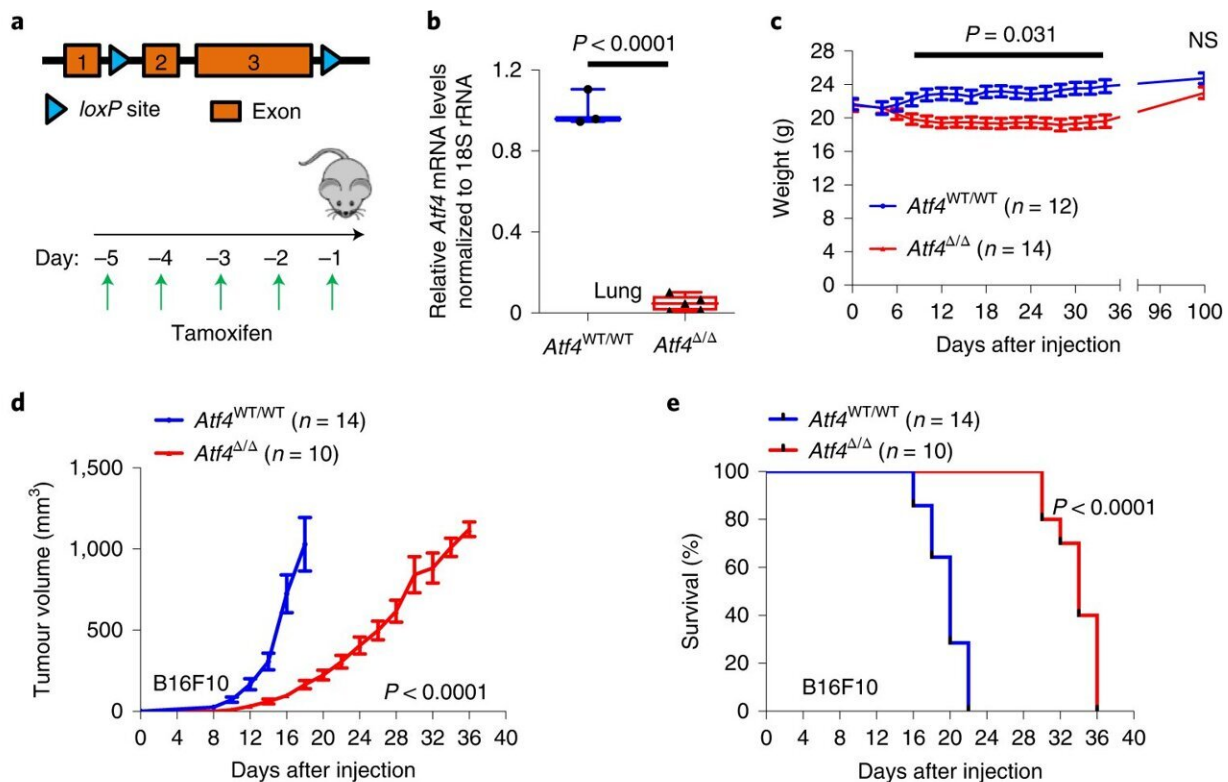 a
1 2 3
loxP site Exon
Day: –5 –4 –3 –2 –1
Tamoxifen
b
P < 0.0001
Relative Atf4 mRNA levels
normalized to 18S rRNA
1.2
0.6
0
Lung
Atf4WT/WT Atf4Δ/Δ
c
P = 0.031
NS
Weight (g)
28
24
20
16
12
8
4
0
Atf4WT/WT (n = 12)
Atf4Δ/Δ (n = 14)
0 6 12 18 24 30 36 96 100
Days after injection
d
Atf4WT/WT (n = 14)
Atf4Δ/Δ (n = 10)
Tumour volume (mm3)
1,500
1,000
500
0
B16F10
P < 0.0001
0 4 8 12 16 20 24 28 32 36 40
Days after injection
e
Atf4WT/WT (n = 14)
Atf4Δ/Δ (n = 10)
Survival (%)
100
80
60
40
20
0
P < 0.0001
B16F10
0 4 8 12 16 20 24 28 32 36 40
Days after injection